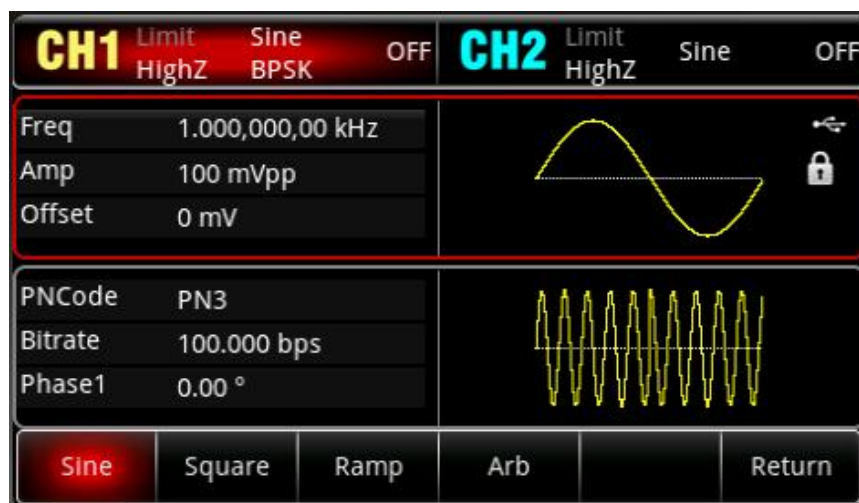 CH1 Limit Sine OFF CH2 Limit Sine OFF
HighZ BPSK HighZ
Freq 1.000,000,00 kHz
Amp 100 mVpp
Offset 0 mV
PNCode PN3
Bitrate 100.000 bps
Phase1 0.00 °
Sine Square Ramp Arb Return